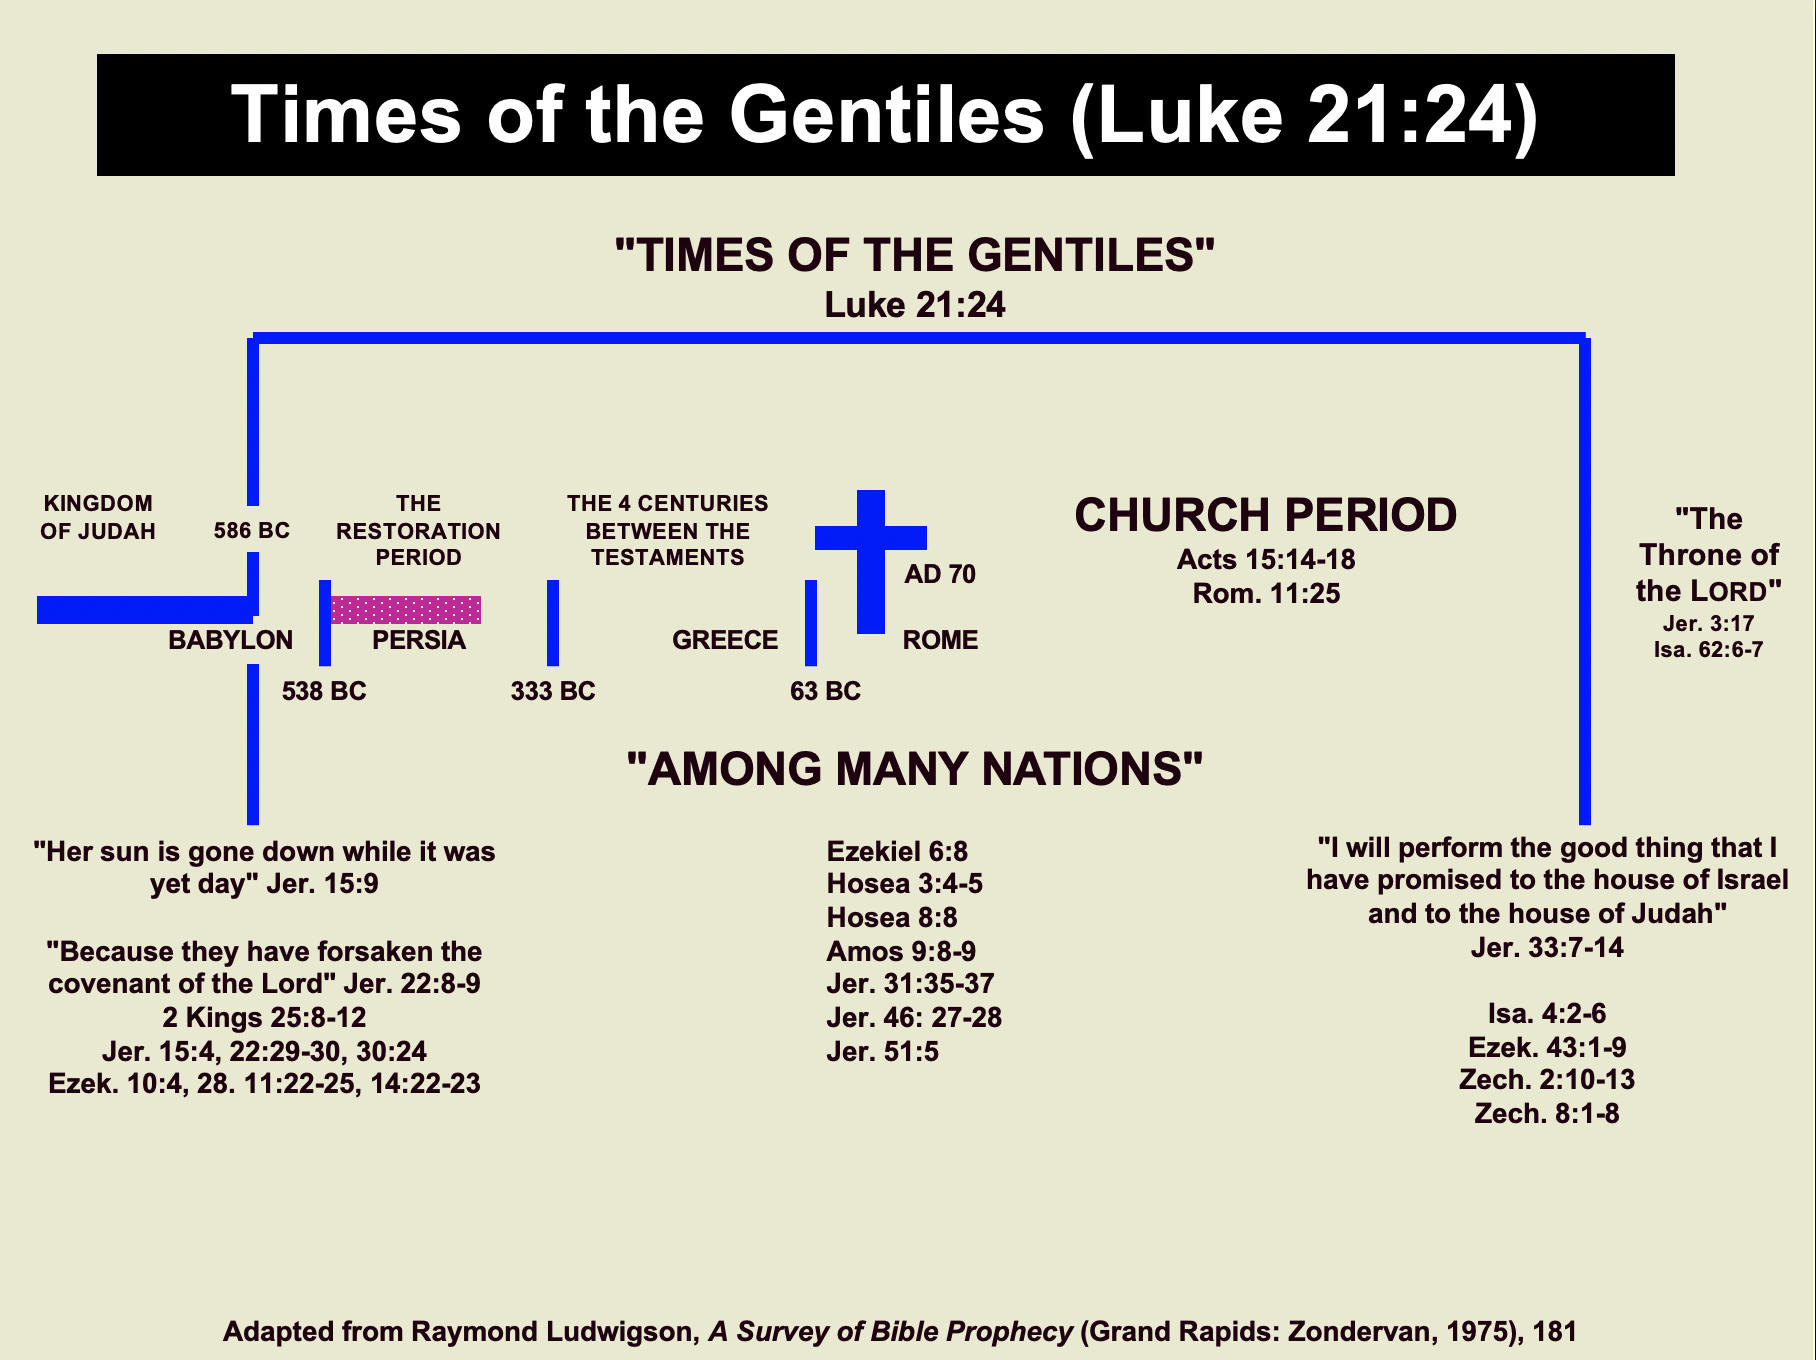 Times of the Gentiles (Luke 21:24)
"TIMES OF THE GENTILES"
Luke 21:24
KINGDOM
OF JUDAH
586 BC
THE
RESTORATION
PERIOD
THE 4 CENTURIES
BETWEEN THE
TESTAMENTS
AD 70
CHURCH PERIOD
Acts 15:14-18
Rom. 11:25
"The
Throne of
the LORD"
Jer. 3:17
Isa. 62:6-7
BABYLON
PERSIA
GREECE
ROME
538 BC
333 BC
63 BC
"AMONG MANY NATIONS"
"Her sun is gone down while it was
yet day" Jer. 15:9
"Because they have forsaken the
covenant of the Lord" Jer. 22:8-9
2 Kings 25:8-12
Jer. 15:4, 22:29-30, 30:24
Ezek. 10:4, 28. 11:22-25, 14:22-23
Ezekiel 6:8
Hosea 3:4-5
Hosea 8:8
Amos 9:8-9
Jer. 31:35-37
Jer. 46: 27-28
Jer. 51:5
"I will perform the good thing that I
have promised to the house of Israel
and to the house of Judah"
Jer. 33:7-14
Isa. 4:2-6
Ezek. 43:1-9
Zech. 2:10-13
Zech. 8:1-8
Adapted from Raymond Ludwigson, A Survey of Bible Prophecy (Grand Rapids: Zondervan, 1975), 181